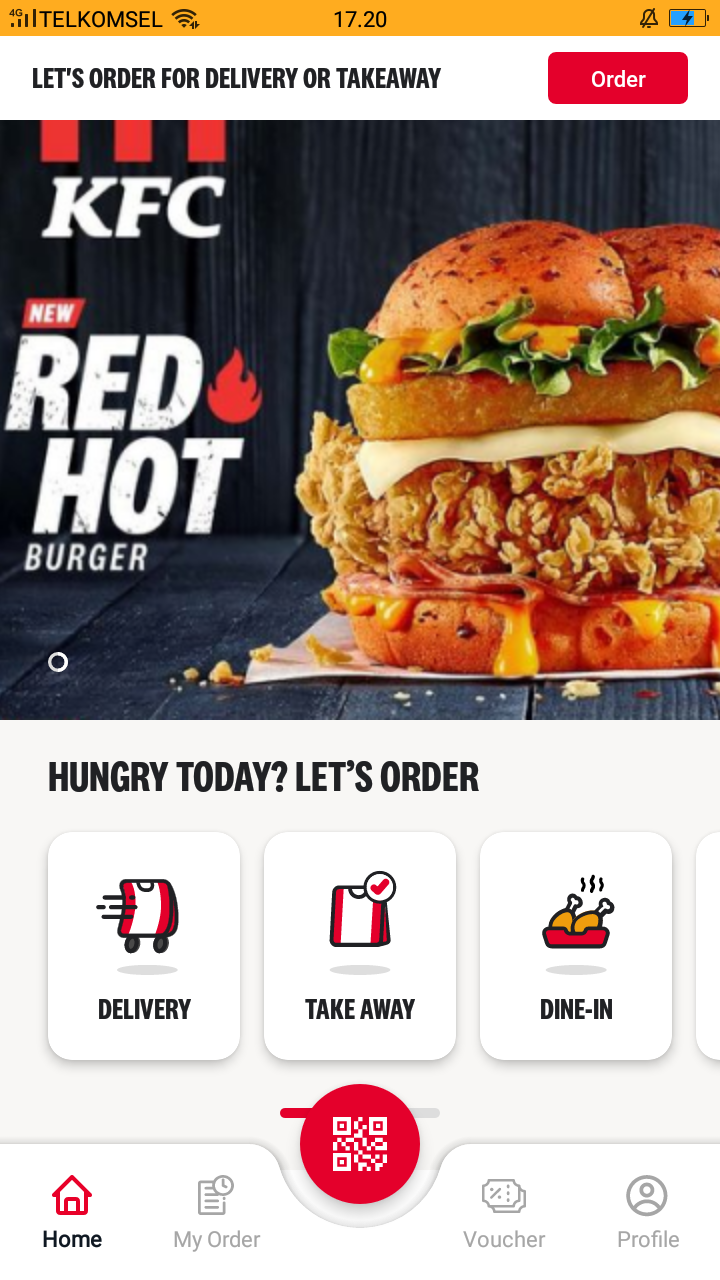 4G TELKOMSEL 17.20
LET'S ORDER FOR DELIVERY OR TAKEAWAY Order
KFC
NEW
RED
HOT
BURGER
HUNGRY TODAY? LET’S ORDER
DELIVERY TAKE AWAY DINE-IN
Home My Order Voucher Profile